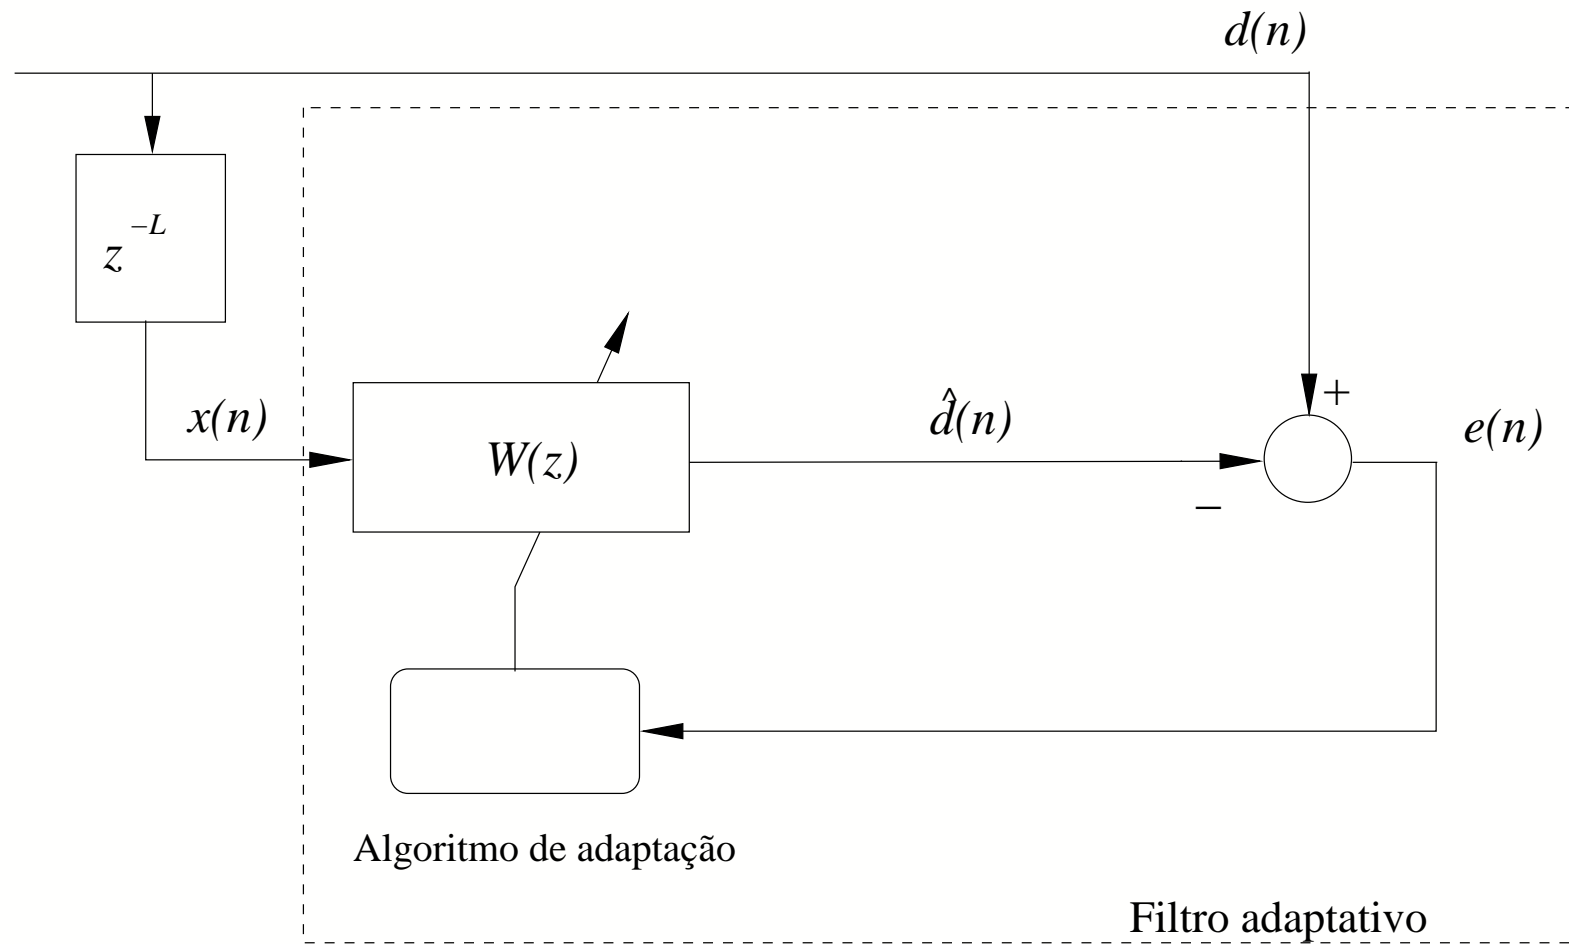 d(n)
z^{-L}
x(n)
W(z)
d̂(n)
+
−
e(n)
Algoritmo de adaptação
Filtro adaptativo